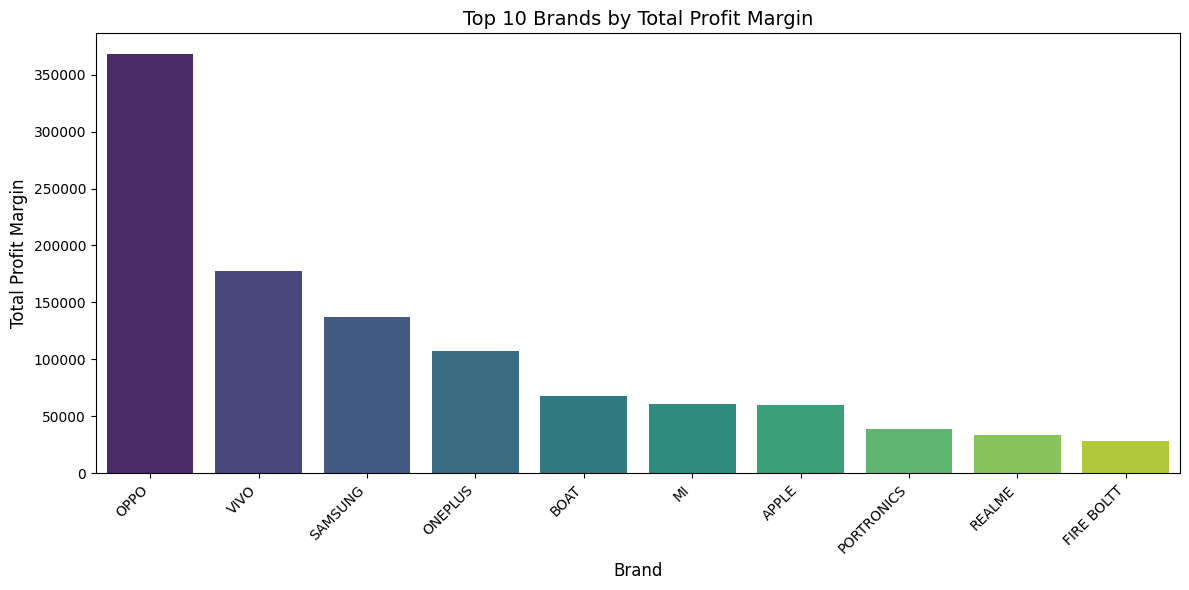 Top 10 Brands by Total Profit Margin
Total Profit Margin
350000
300000
250000
200000
150000
100000
50000
0
OPPO
VIVO
SAMSUNG
ONEPLUS
BOAT
MI
APPLE
PORTRONICS
REALME
FIRE BOLTT
Brand